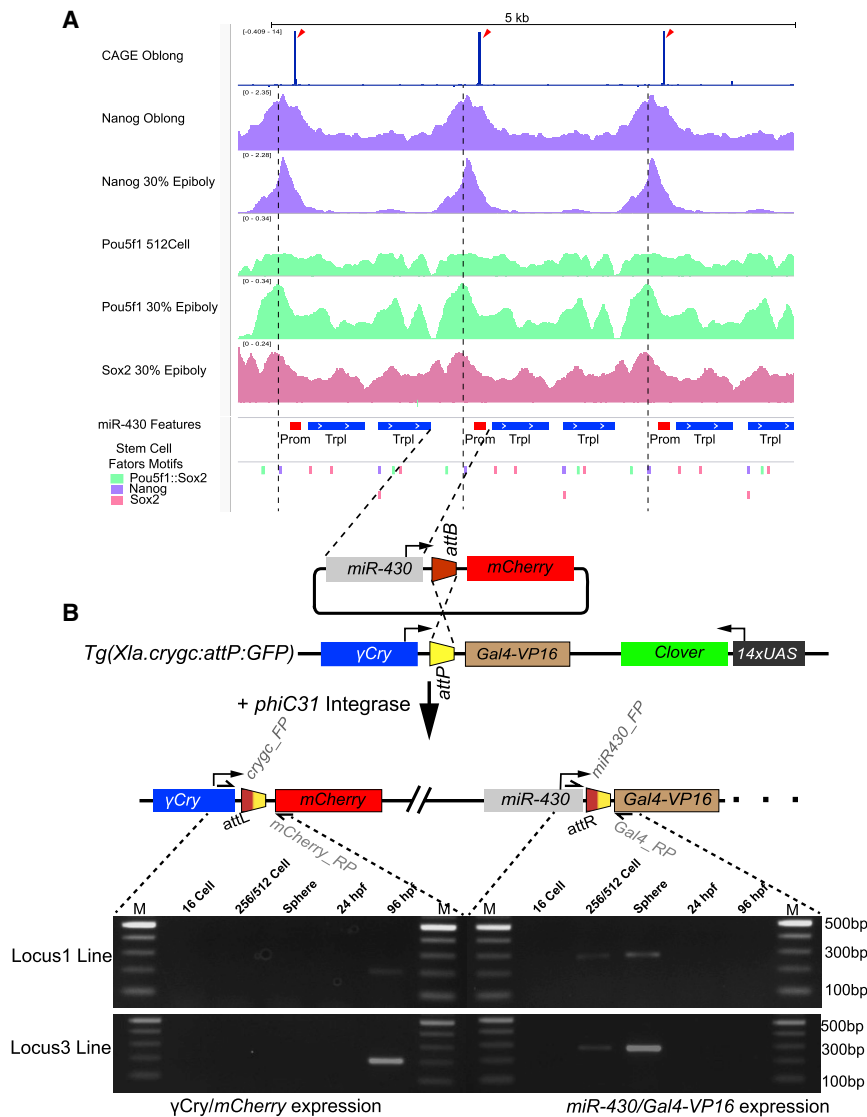 A
5 kb
CAGE Oblong
[-0.409 - 14]
Nanog Oblong
[0 - 2.35]
Nanog 30% Epiboly
[0 - 2.28]
Pou5f1 512Cell
[0 - 0.34]
Pou5f1 30% Epiboly
[0 - 0.34]
Sox2 30% Epiboly
[0 - 0.24]
miR-430 Features
Prom TrpI TrpI Prom TrpI TrpI Prom TrpI TrpI
Stem Cell
Fators Motifs
Pou5f1::Sox2
Nanog
Sox2
miR-430 attB mCherry
B
Tg(Xla.crygc:attP:GFP) γCry attP Gal4-VP16 Clover 14xUAS
+ phiC31 Integrase
crygc_FP miR430_FP
γCry attL mCherry miR-430 attR Gal4-VP16
mCherry_RP Gal4_RP
M 16 Cell 256/512 Cell Sphere 24 hpf 96 hpf M M 16 Cell 256/512 Cell Sphere 24 hpf 96 hpf M
Locus1 Line
500bp
300bp
100bp
Locus3 Line
500bp
300bp
100bp
γCry/mCherry expression miR-430/Gal4-VP16 expression